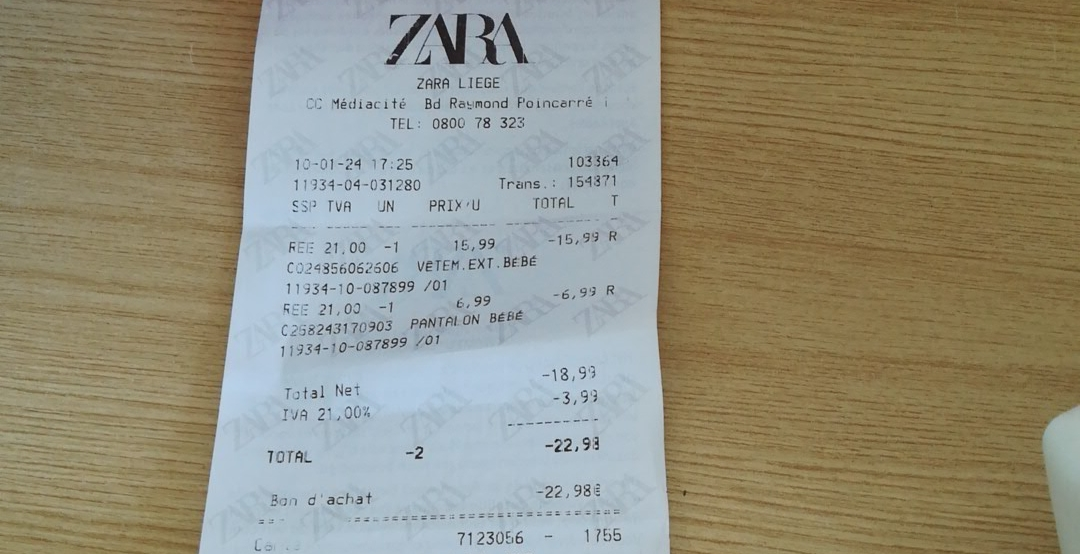 ZARA
ZARA LIEGE
CC Médiacité Bd Raymond Poincarré i
TEL: 0800 78 323
10-01-24 17:25 103364
11934-04-031280 Trans.: 154871
SSP TVA UN PRIX/U TOTAL T
REE 21,00 -1 15,99 -15,99 R
C024856062606 VÊTEM.EXT.BÉBÉ
11934-10-087899 /01
REE 21,00 -1 6,99 -6,99 R
C268243170903 PANTALON BÉBÉ
11934-10-087899 /01
Total Net -18,99
IVA 21,00% -3,99
TOTAL -2 -22,98
Bon d'achat -22,98€
7123056 - 1755